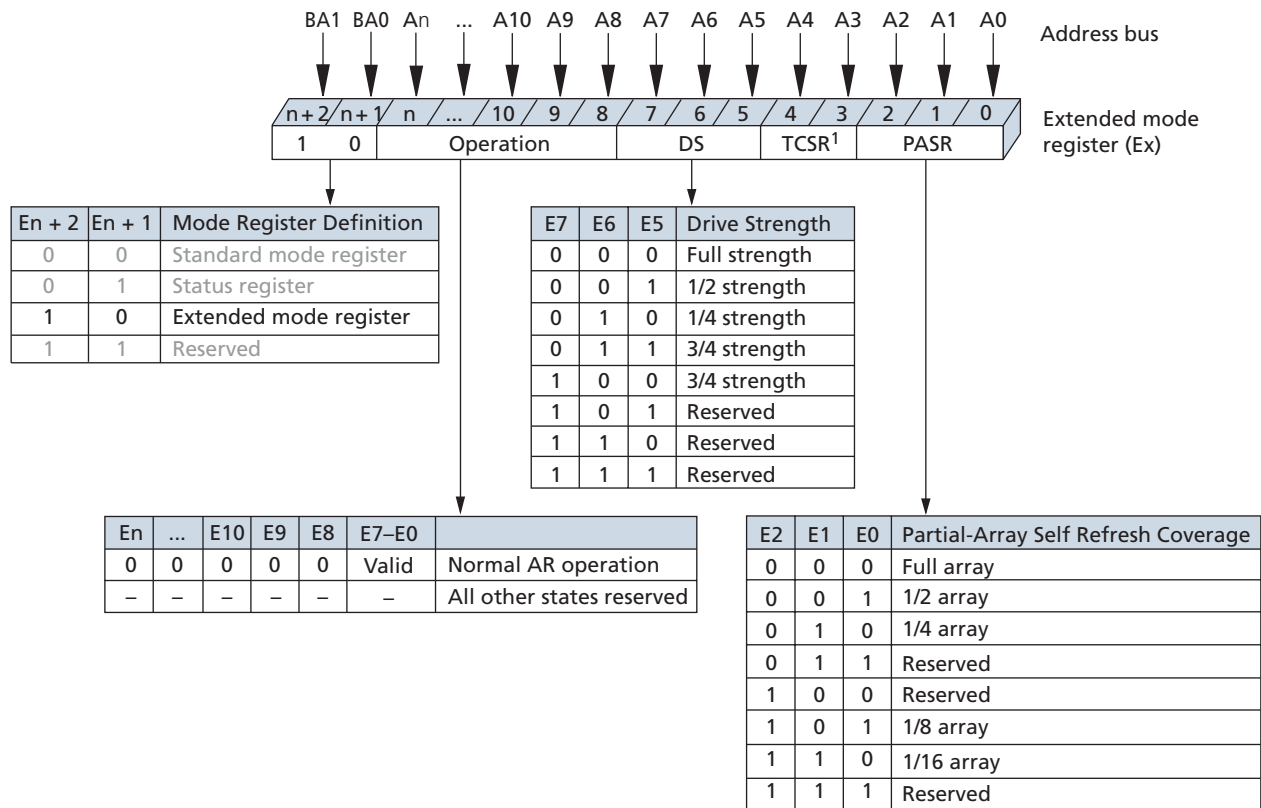 BA1 BA0 An ... A10 A9 A8 A7 A6 A5 A4 A3 A2 A1 A0
Address bus
n + 2 n + 1 n ... 10 9 8 7 6 5 4 3 2 1 0
Extended mode
register (Ex)
1 0 Operation DS TCSR1 PASR
En + 2 En + 1 Mode Register Definition
0 0 Standard mode register
0 1 Status register
1 0 Extended mode register
1 1 Reserved
E7 E6 E5 Drive Strength
0 0 0 Full strength
0 0 1 1/2 strength
0 1 0 1/4 strength
0 1 1 3/4 strength
1 0 0 3/4 strength
1 0 1 Reserved
1 1 0 Reserved
1 1 1 Reserved
En ... E10 E9 E8 E7–E0
0 0 0 0 0 Valid Normal AR operation
– – – – – – All other states reserved
E2 E1 E0 Partial-Array Self Refresh Coverage
0 0 0 Full array
0 0 1 1/2 array
0 1 0 1/4 array
0 1 1 Reserved
1 0 0 Reserved
1 0 1 1/8 array
1 1 0 1/16 array
1 1 1 Reserved